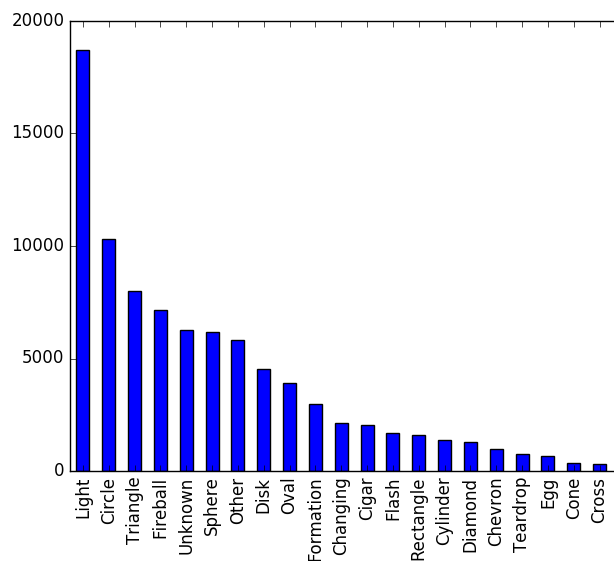 20000
15000
10000
5000
0
Light
Circle
Triangle
Fireball
Unknown
Sphere
Other
Disk
Oval
Formation
Changing
Cigar
Flash
Rectangle
Cylinder
Diamond
Chevron
Teardrop
Egg
Cone
Cross